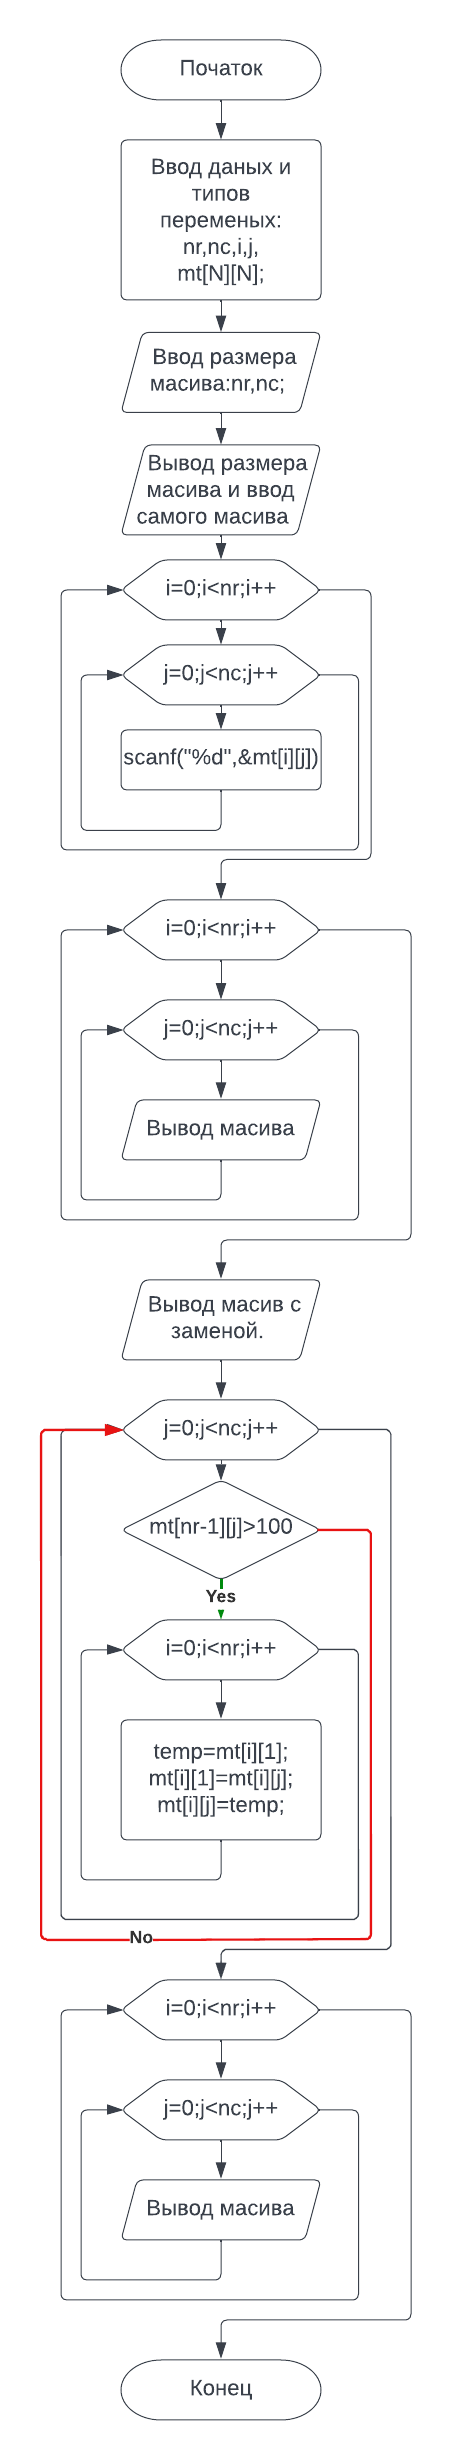 Початок
Ввод даных и
типов
переменых:
nr,nc,i,j,
mt[N][N];
Ввод размера
масива:nr,nc;
Вывод размера
масива и ввод
самого масива
i=0;i<nr;i++
j=0;j<nc;j++
scanf("%d",&mt[i][j])
i=0;i<nr;i++
j=0;j<nc;j++
Вывод масива
Вывод масив с
заменой.
j=0;j<nc;j++
mt[nr-1][j]>100
Yes
i=0;i<nr;i++
temp=mt[i][1];
mt[i][1]=mt[i][j];
mt[i][j]=temp;
No
i=0;i<nr;i++
j=0;j<nc;j++
Вывод масива
Конец